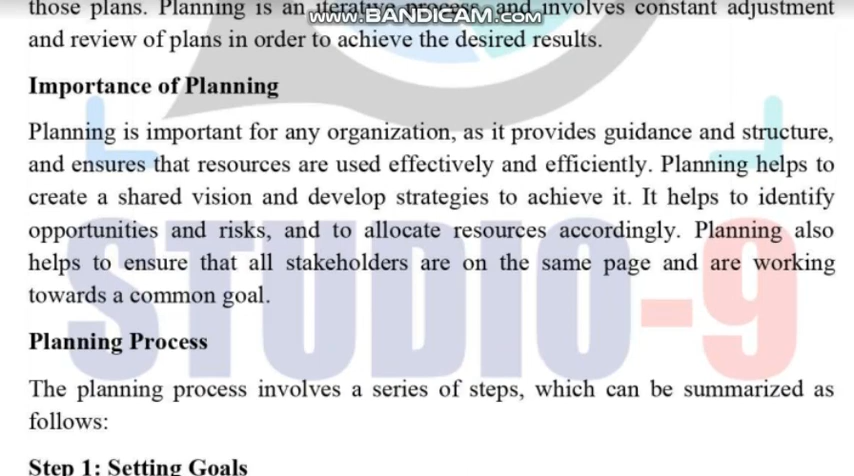 those plans. Planning is an iterative process, and involves constant adjustment
www.BANDICAM.com
and review of plans in order to achieve the desired results.
Importance of Planning
Planning is important for any organization, as it provides guidance and structure,
and ensures that resources are used effectively and efficiently. Planning helps to
create a shared vision and develop strategies to achieve it. It helps to identify
opportunities and risks, and to allocate resources accordingly. Planning also
helps to ensure that all stakeholders are on the same page and are working
towards a common goal.
STUDIO-9
Planning Process
The planning process involves a series of steps, which can be summarized as
follows:
Step 1: Setting Goals